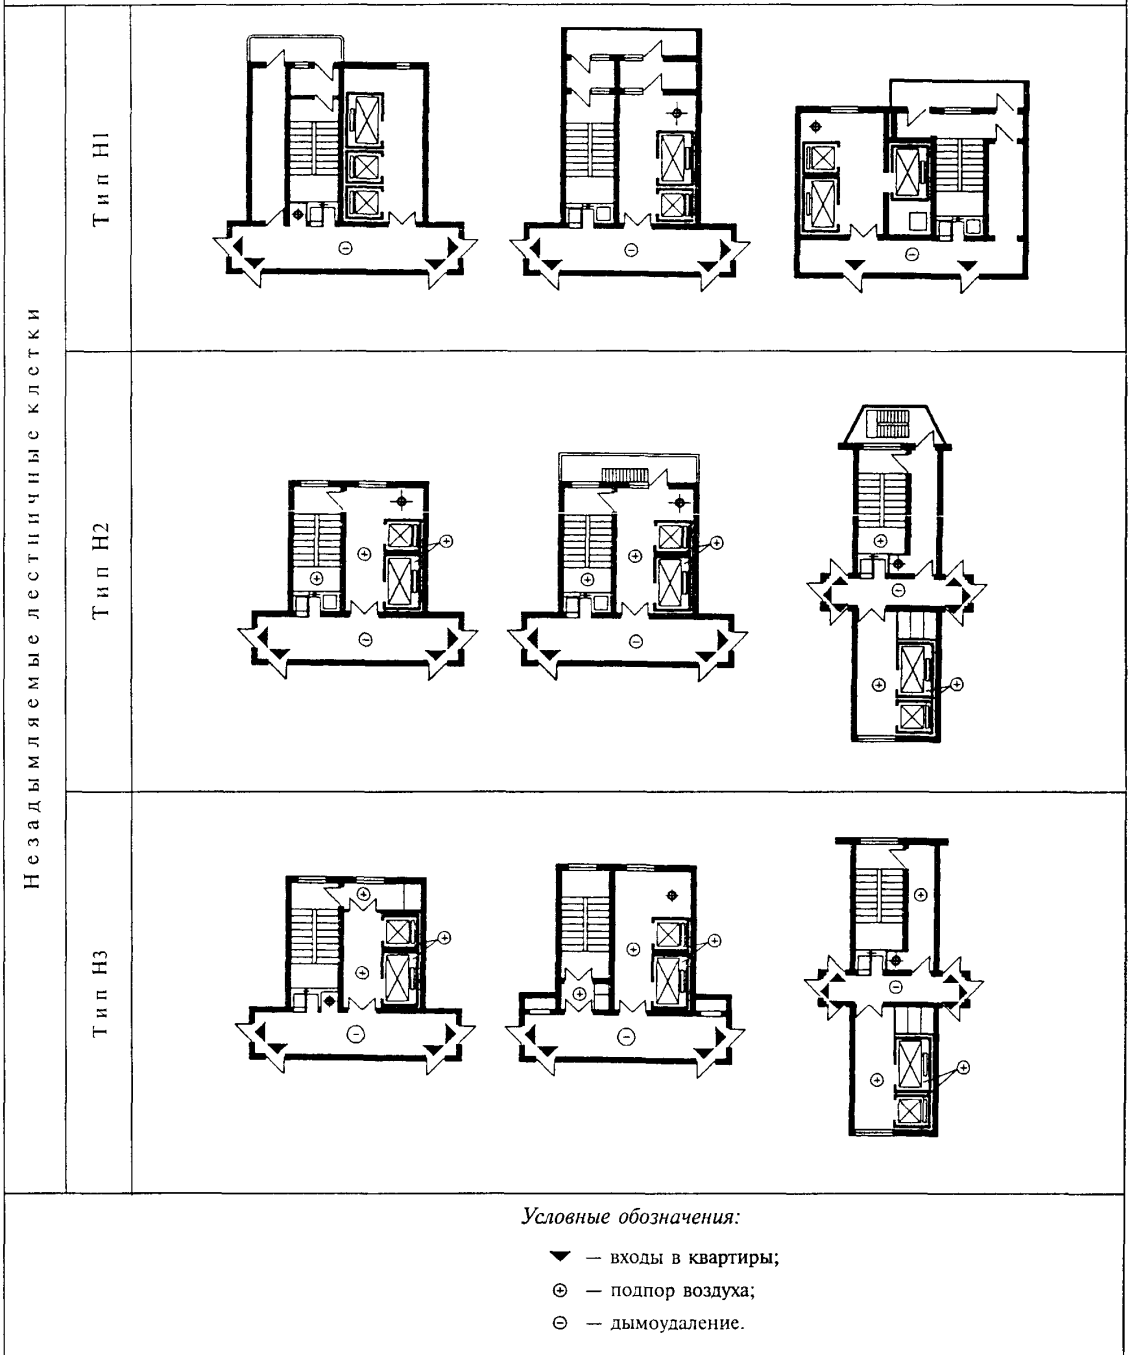 Незадымляемые лестничные клетки
Тип Н1
Тип Н2
Тип Н3
Условные обозначения:
— входы в квартиры;
— подпор воздуха;
— дымоудаление.